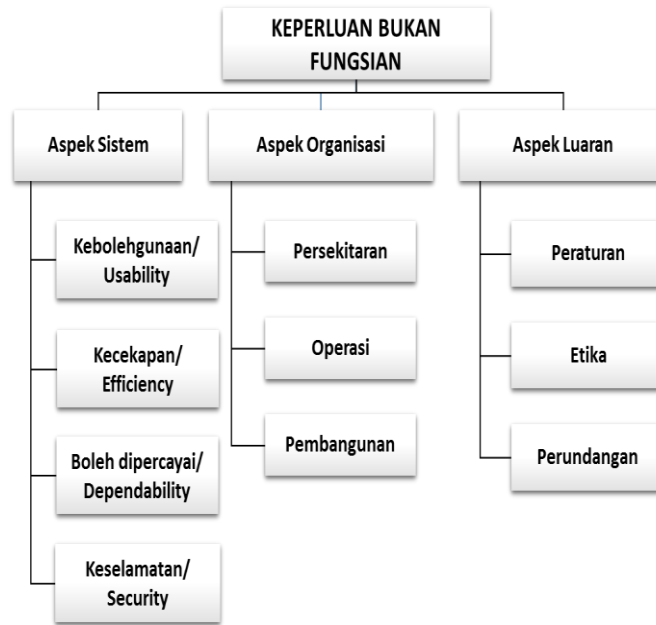 KEPERLUAN BUKAN
FUNGSIAN
Aspek Sistem
Kebolehgunaan/
Usability
Kecekapan/
Efficiency
Boleh dipercayai/
Dependability
Keselamatan/
Security
Aspek Organisasi
Persekitaran
Operasi
Pembangunan
Aspek Luaran
Peraturan
Etika
Perundangan